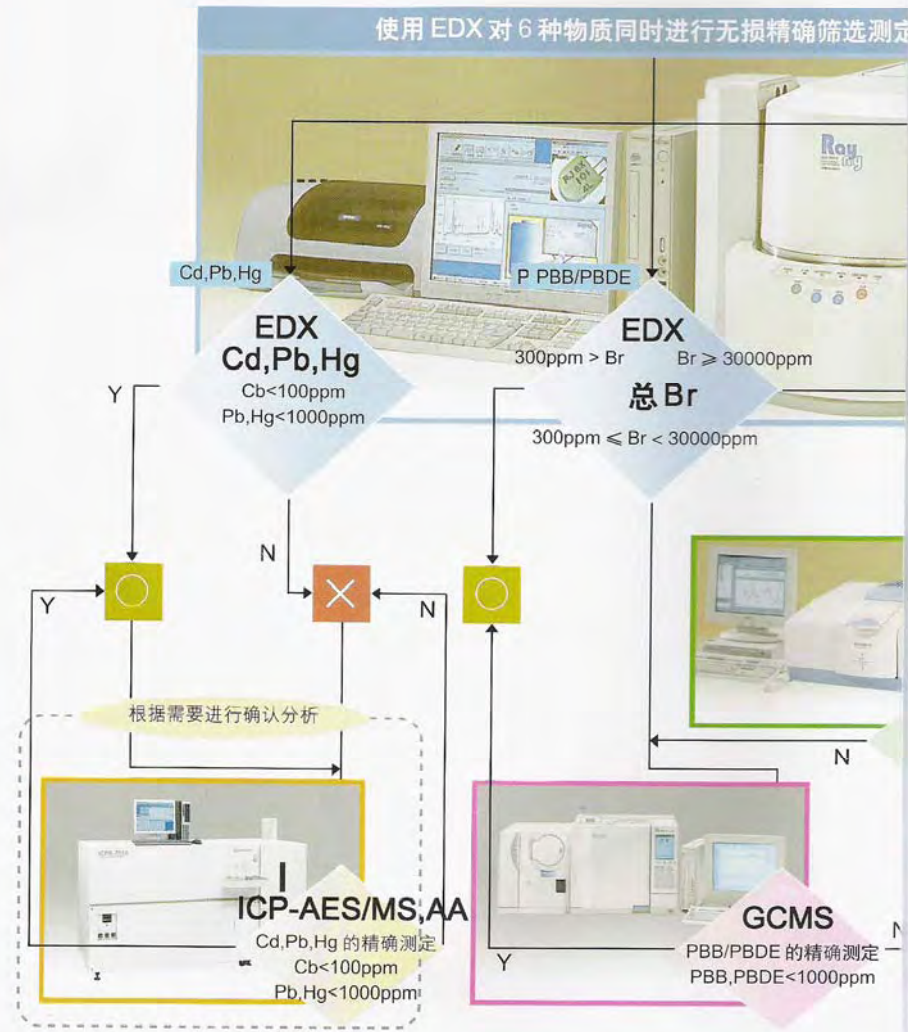 使用 EDX 对 6 种物质同时进行无损精确筛选测定
Ray
ny
Cd,Pb,Hg
P PBB/PBDE
EDX
Cd,Pb,Hg
Cb<100ppm
Pb,Hg<1000ppm
EDX
300ppm > Br
Br ≥ 30000ppm
总 Br
300ppm ≤ Br < 30000ppm
Y
N
Y
N
根据需要进行确认分析
N
ICP-AES/MS,AA
Cd,Pb,Hg 的精确测定
Cb<100ppm
Pb,Hg<1000ppm
GCMS
PBB/PBDE 的精确测定
PBB,PBDE<1000ppm
Y
N